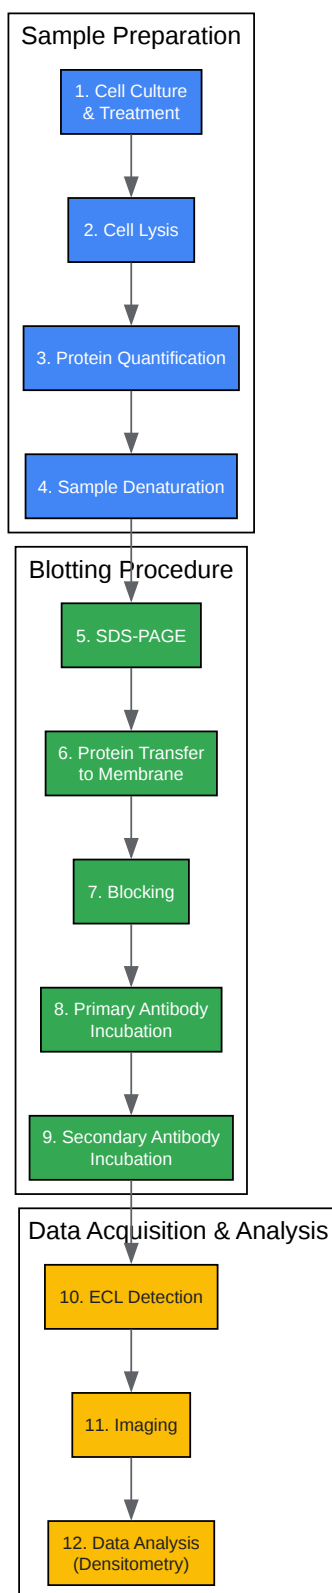 Sample Preparation
1. Cell Culture
& Treatment
2. Cell Lysis
3. Protein Quantification
4. Sample Denaturation
Blotting Procedure
5. SDS-PAGE
6. Protein Transfer
to Membrane
7. Blocking
8. Primary Antibody
Incubation
9. Secondary Antibody
Incubation
Data Acquisition & Analysis
10. ECL Detection
11. Imaging
12. Data Analysis
(Densitometry)